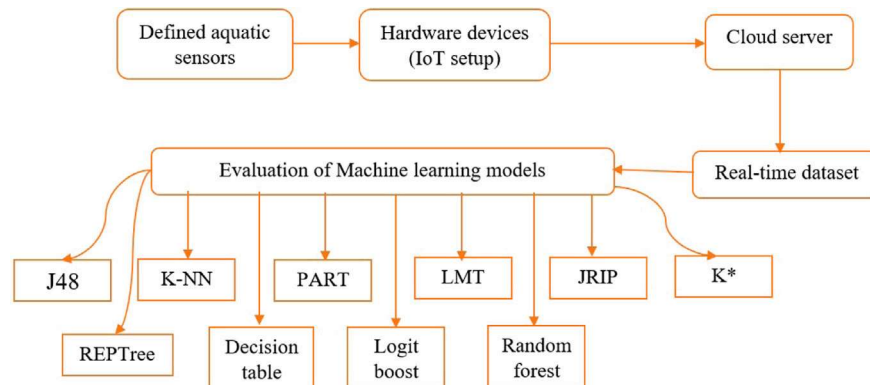 Defined aquatic
sensors
Hardware devices
(IoT setup)
Cloud server
Real-time dataset
Evaluation of Machine learning models
J48
K-NN
PART
LMT
JRIP
K*
REPTree
Decision
table
Logit
boost
Random
forest